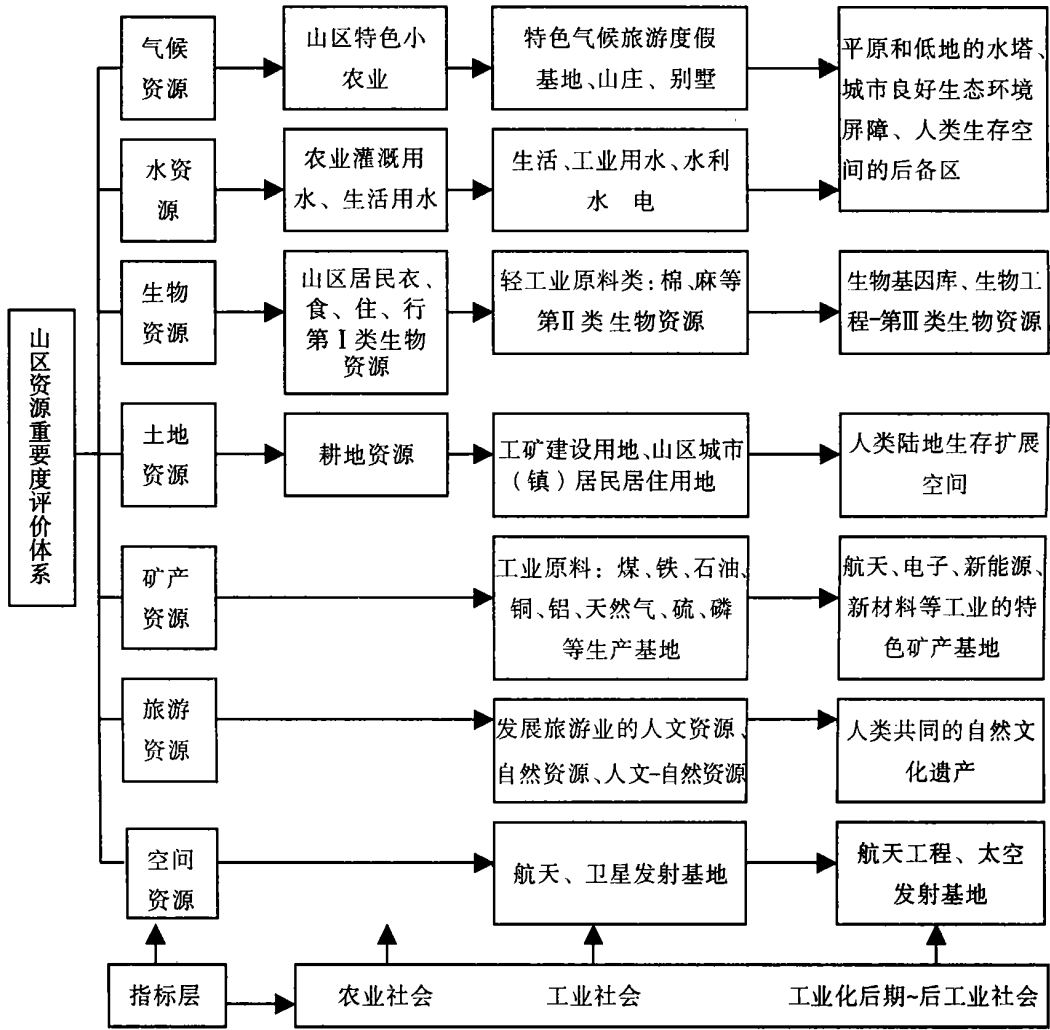 山区资源重要度评价体系
气候
资源
山区特色小
农业
特色气候旅游度假
基地、山庄、别墅
平原和低地的水塔、
城市良好生态环境
屏障、人类生存空
间的后备区
水资
源
农业灌溉用
水、生活用水
生活、工业用水、水利
水 电
生物
资源
山区居民衣、
食、住、行
第Ⅰ类生物
资源
轻工业原料类:棉、麻等
第Ⅱ类生物资源
生物基因库、生物工
程-第Ⅲ类生物资源
土地
资源
耕地资源
工矿建设用地、山区城市
(镇)居民居住用地
人类陆地生存扩展
空间
矿产
资源
工业原料:煤、铁、石油、
铜、铝、天然气、硫、磷
等生产基地
航天、电子、新能源、
新材料等工业的特
色矿产基地
旅游
资源
发展旅游业的人文资源、
自然资源、人文-自然资源
人类共同的自然文
化遗产
空间
资源
航天、卫星发射基地
航天工程、太空
发射基地
指标层
农业社会
工业社会
工业化后期~后工业社会